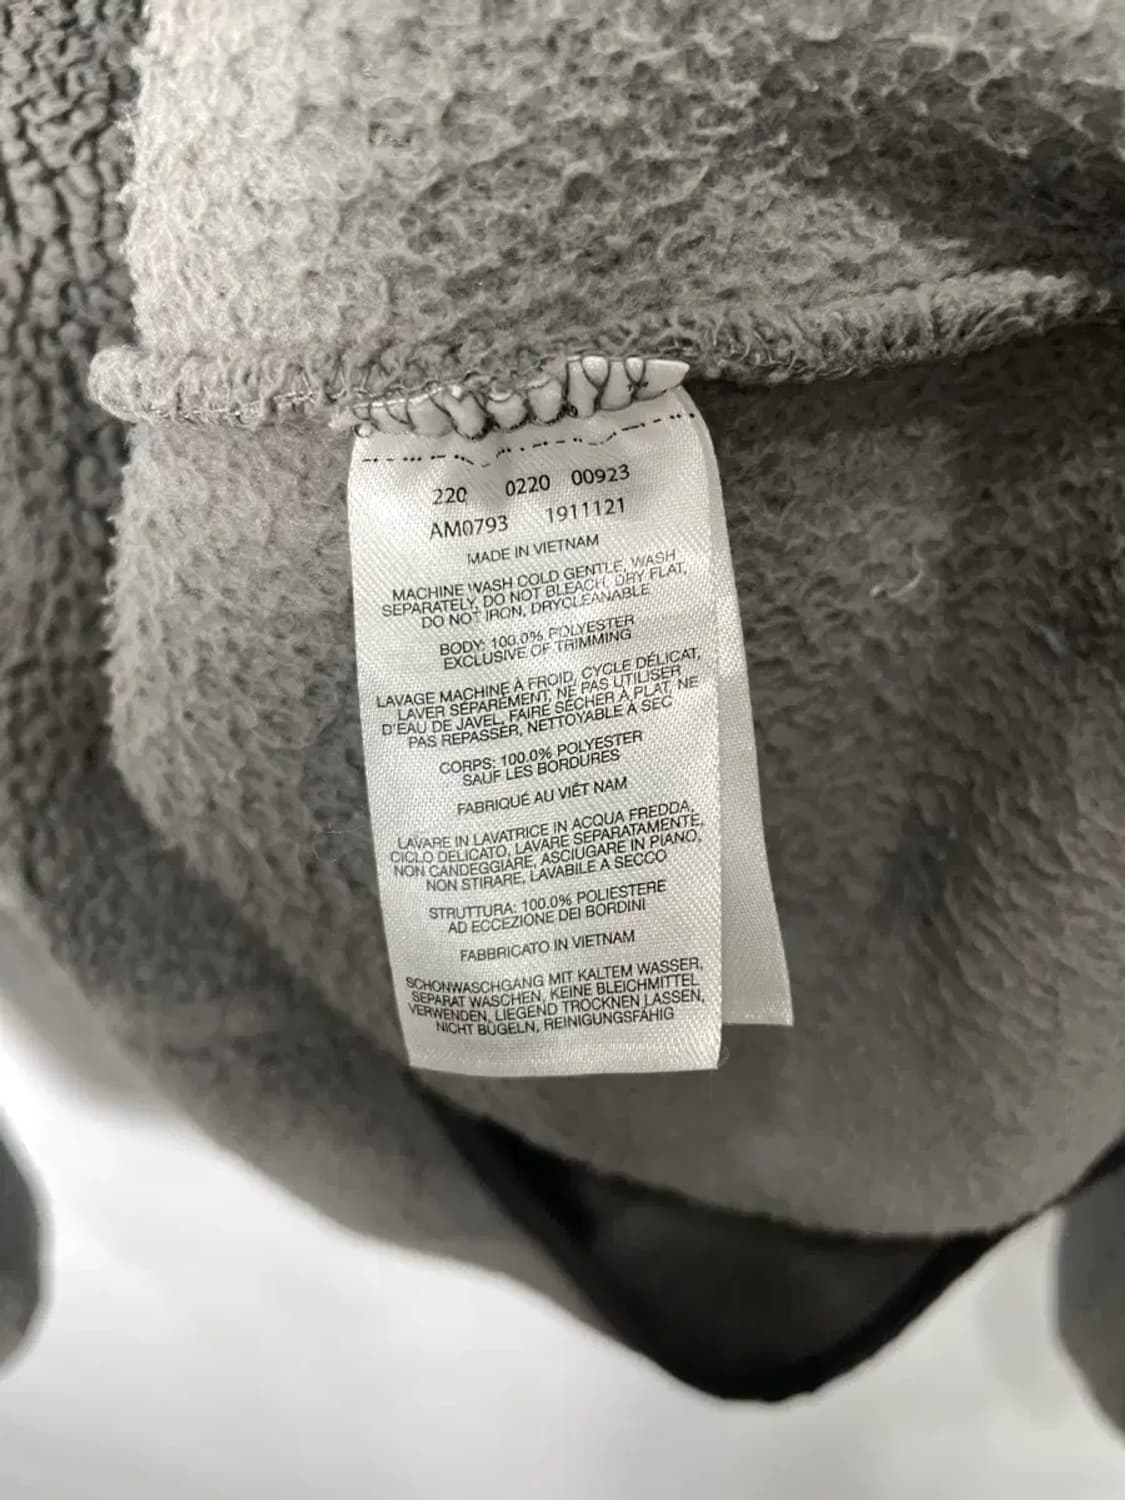 220 0220 00923
AM0793 1911121
MADE IN VIETNAM
MACHINE WASH COLD GENTLE, WASH
SEPARATELY, DO NOT BLEACH, DRY FLAT,
DO NOT IRON, DRYCLEANABLE
BODY: 100.0% POLYESTER
EXCLUSIVE OF TRIMMING
LAVAGE MACHINE À FROID, CYCLE DÉLICAT,
LAVER SÉPARÉMENT, NE PAS UTILISER
D'EAU DE JAVEL, FAIRE SÉCHER À PLAT, NE
PAS REPASSER, NETTOYABLE À SEC
CORPS: 100.0% POLYESTER
SAUF LES BORDURES
FABRIQUÉ AU VIÊT NAM
LAVARE IN LAVATRICE IN ACQUA FREDDA,
CICLO DELICATO, LAVARE SEPARATAMENTE,
NON CANDEGGIARE, ASCIUGARE IN PIANO,
NON STIRARE, LAVABILE A SECCO
STRUTTURA: 100.0% POLIESTERE
AD ECCEZIONE DEI BORDINI
FABBRICATO IN VIETNAM
SCHONWASCHGANG MIT KALTEM WASSER,
SEPARAT WASCHEN, KEINE BLEICHMITTEL
VERWENDEN, LIEGEND TROCKNEN LASSEN,
NICHT BÜGELN, REINIGUNGSFÄHIG